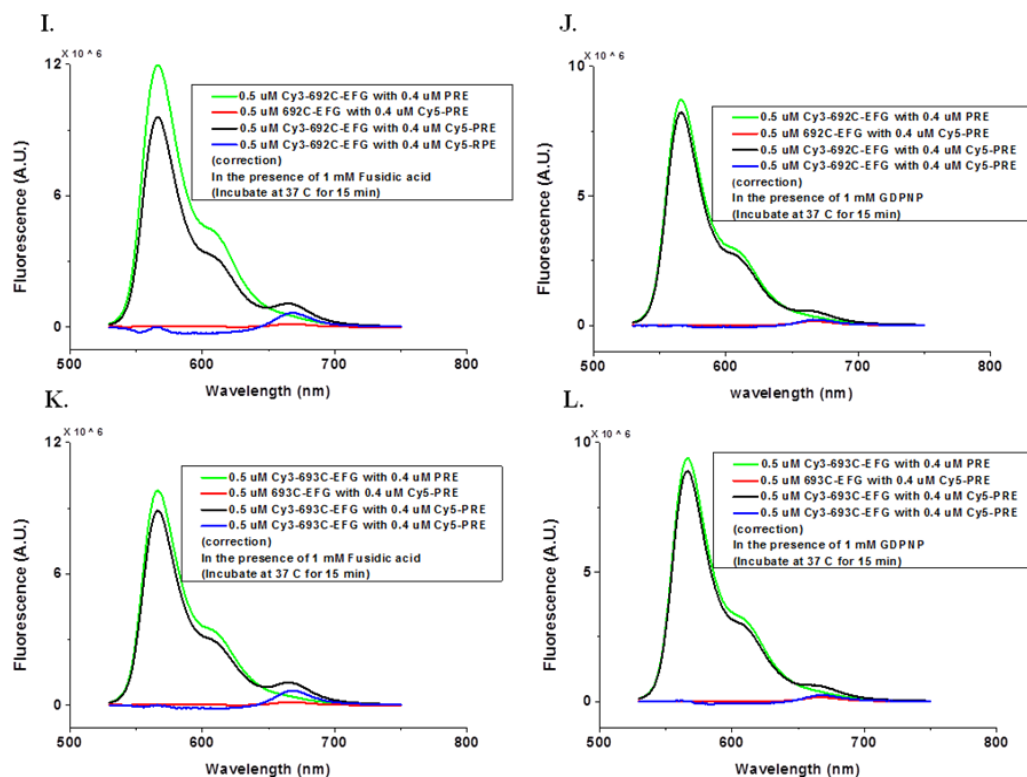 I.
X 10 ^ 6
12
6
0
Fluorescence (A.U.)
0.5 uM Cy3-692C-EFG with 0.4 uM PRE
0.5 uM 692C-EFG with 0.4 uM Cy5-PRE
0.5 uM Cy3-692C-EFG with 0.4 uM Cy5-PRE
0.5 uM Cy3-692C-EFG with 0.4 uM Cy5-RPE
(correction)
In the presence of 1 mM Fusidic acid
(Incubate at 37 C for 15 min)
500 600 700 800
Wavelength (nm)
J.
X 10 ^ 6
10
5
0
Fluorescence (A.U.)
0.5 uM Cy3-692C-EFG with 0.4 uM PRE
0.5 uM 692C-EFG with 0.4 uM Cy5-PRE
0.5 uM Cy3-692C-EFG with 0.4 uM Cy5-PRE
0.5 uM Cy3-692C-EFG with 0.4 uM Cy5-PRE
(correction)
In the presence of 1 mM GDPNP
(Incubate at 37 C for 15 min)
500 600 700 800
wavelength (nm)
K.
X 10 ^ 6
12
6
0
Fluorescence (A.U.)
0.5 uM Cy3-693C-EFG with 0.4 uM PRE
0.5 uM 693C-EFG with 0.4 uM Cy5-PRE
0.5 uM Cy3-693C-EFG with 0.4 uM Cy5-PRE
0.5 uM Cy3-693C-EFG with 0.4 uM Cy5-PRE
(correction)
In the presence of 1 mM Fusidic acid
(Incubate at 37 C for 15 min)
500 600 700 800
Wavelength (nm)
L.
X 10 ^ 6
10
5
0
Fluorescence (A.U.)
0.5 uM Cy3-693C-EFG with 0.4 uM PRE
0.5 uM 693C-EFG with 0.4 uM Cy5-PRE
0.5 uM Cy3-693C-EFG with 0.4 uM Cy5-PRE
0.5 uM Cy3-693C-EFG with 0.4 uM Cy5-PRE
(correction)
In the presence of 1 mM GDPNP
(Incubate at 37 C for 15 min)
500 600 700 800
Wavelength (nm)